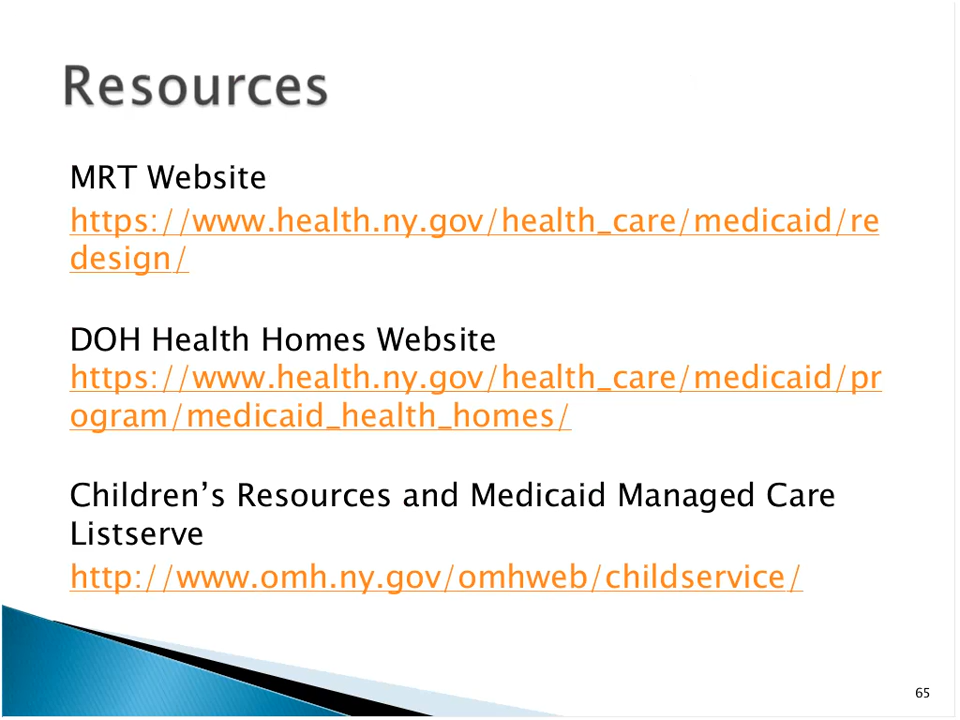 Resources
MRT Website
https://www.health.ny.gov/health_care/medicaid/re
design/
DOH Health Homes Website
https://www.health.ny.gov/health_care/medicaid/pr
ogram/medicaid_health_homes/
Children’s Resources and Medicaid Managed Care
Listserve
http://www.omh.ny.gov/omhweb/childservice/
65